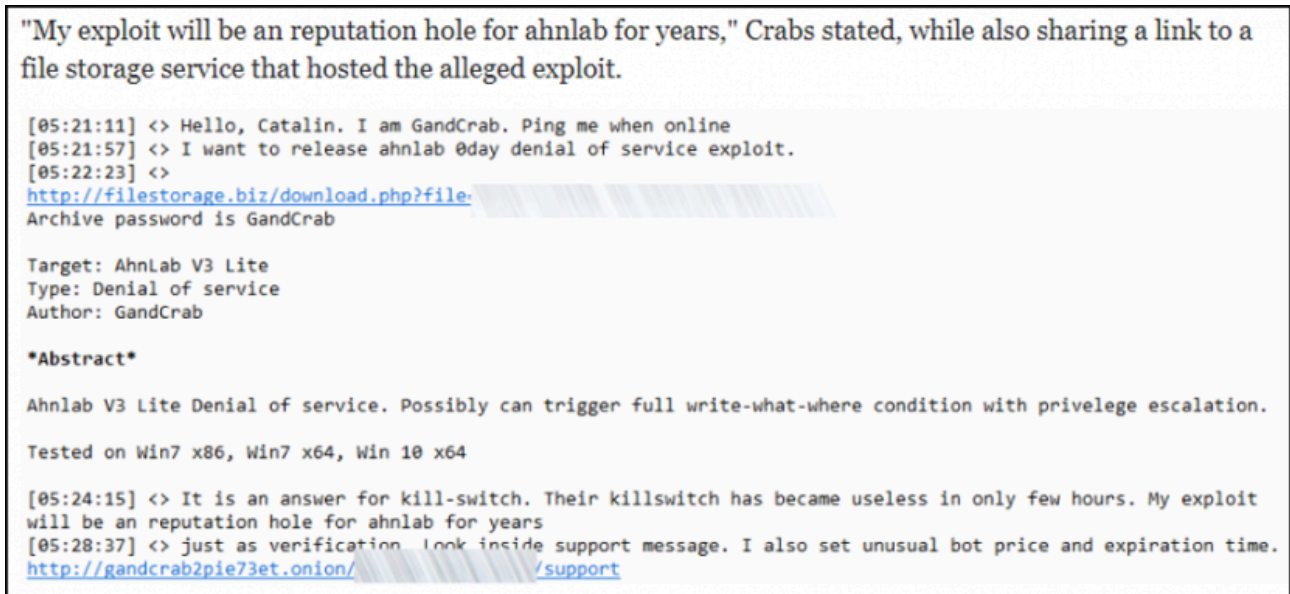 "My exploit will be an reputation hole for ahnlab for years," Crabs stated, while also sharing a link to a
file storage service that hosted the alleged exploit.
[05:21:11] <> Hello, Catalin. I am GandCrab. Ping me when online
[05:21:57] <> I want to release ahnlab 0day denial of service exploit.
[05:22:23] <>
http://filestorage.biz/download.php?file=
Archive password is GandCrab
Target: AhnLab V3 Lite
Type: Denial of service
Author: GandCrab
*Abstract*
Ahnlab V3 Lite Denial of service. Possibly can trigger full write-what-where condition with privelege escalation.
Tested on Win7 x86, Win7 x64, Win 10 x64
[05:24:15] <> It is an answer for kill-switch. Their killswitch has became useless in only few hours. My exploit
will be an reputation hole for ahnlab for years
[05:28:37] <> just as verification. Look inside support message. I also set unusual bot price and expiration time.
http://gandcrab2pie73et.onion/ /support